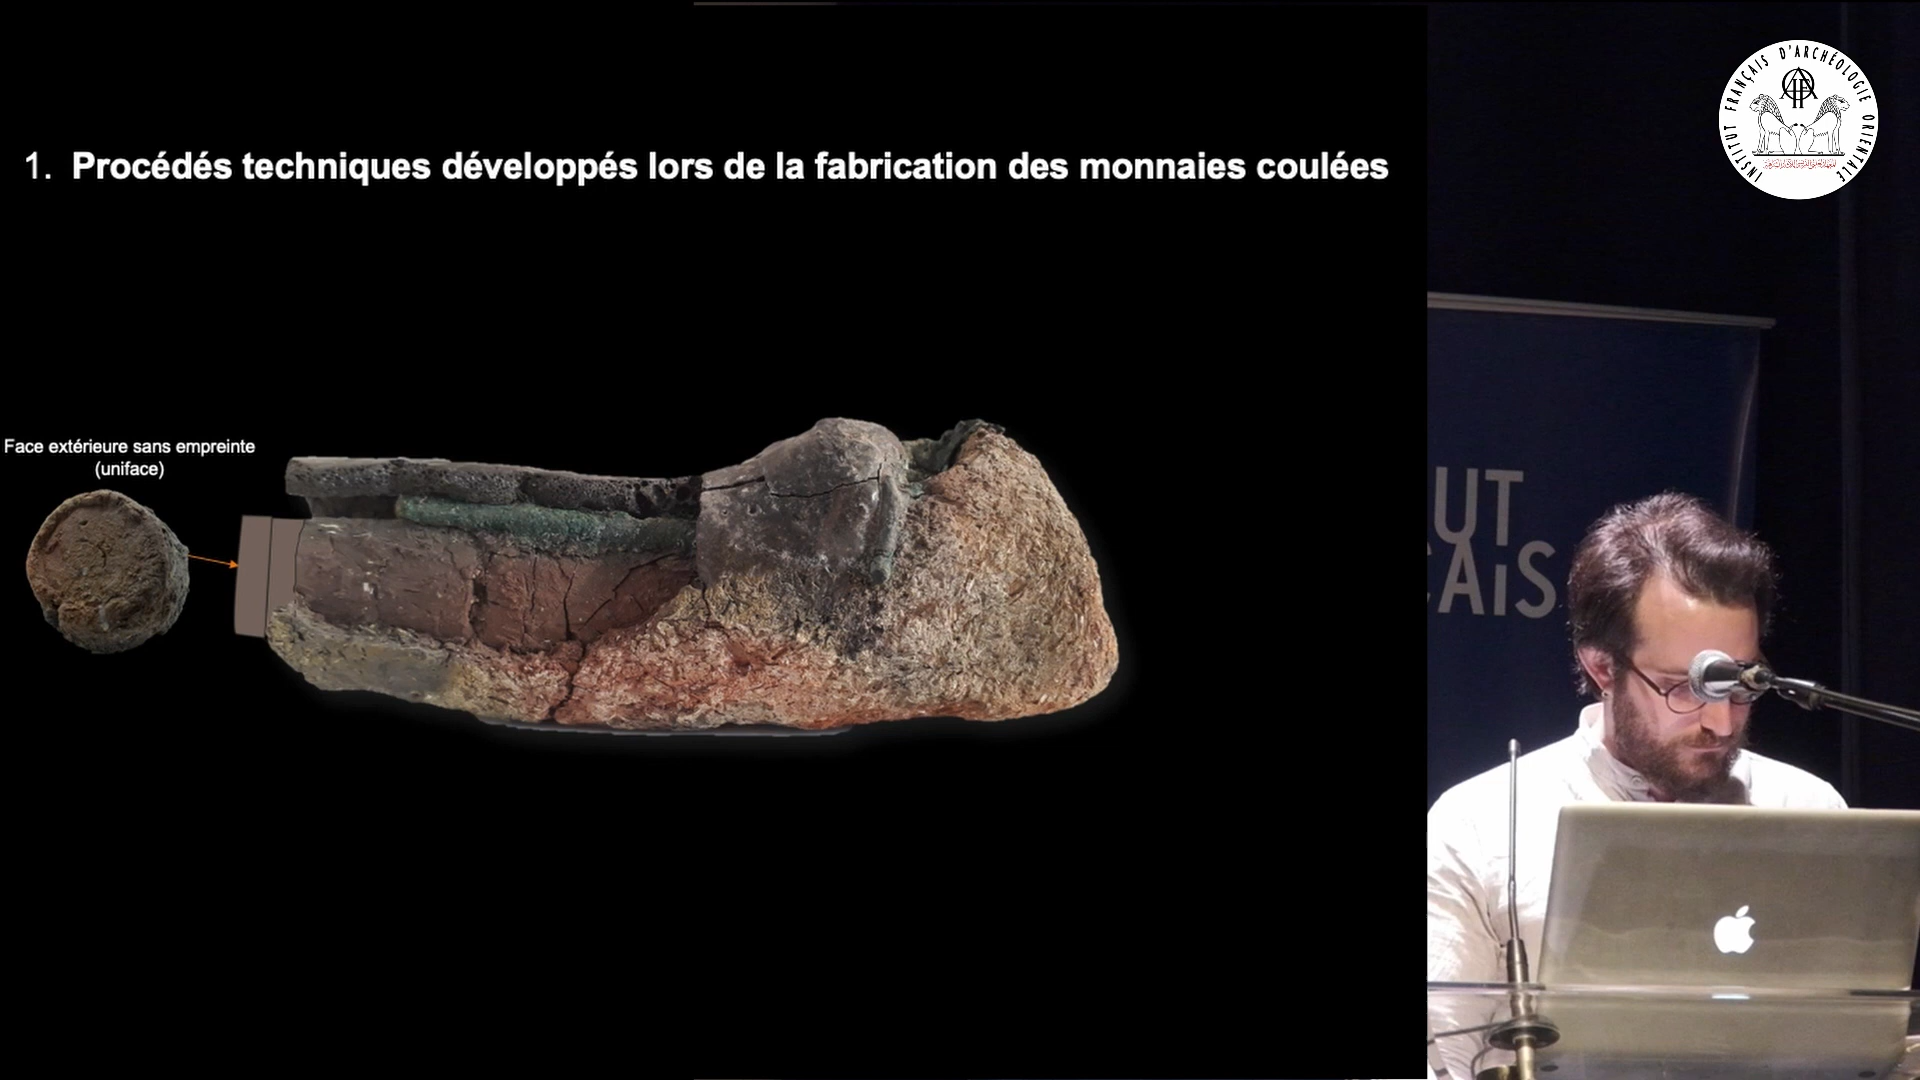 1. Procédés techniques développés lors de la fabrication des monnaies coulées
Face extérieure sans empreinte
(uniface)
INSTITUT FRANÇAIS D'ARCHÉOLOGIE ORIENTALE
UT
ÇAIS